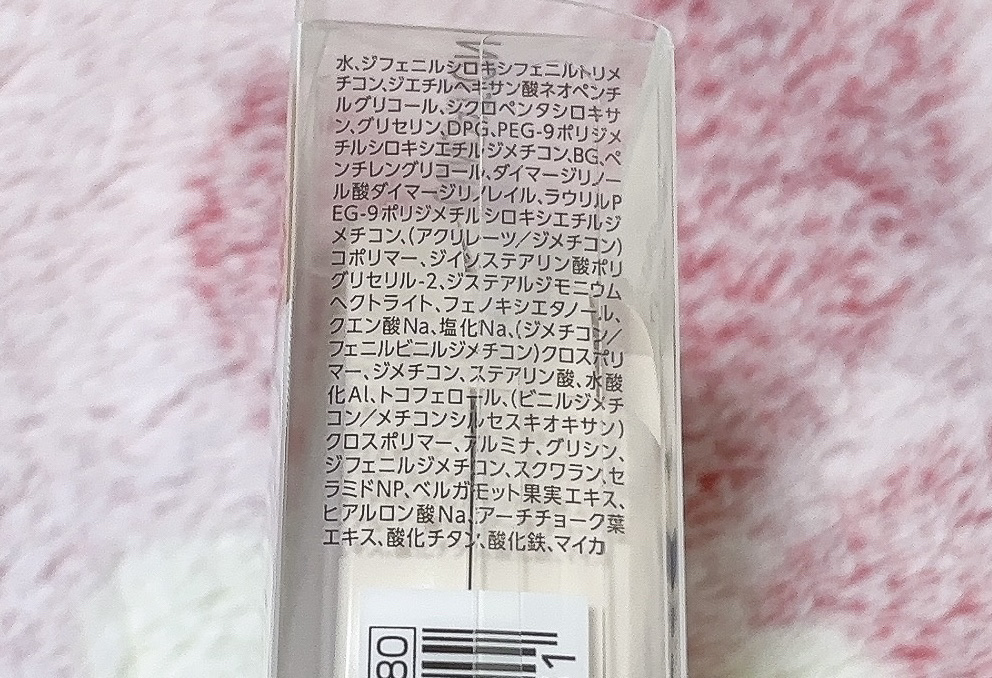 水、ジフェニルシロキシフェニルトリメ
チコン、ジエチルヘキサン酸ネオペンチ
ルグリコール、シクロペンタシロキサ
ン、グリセリン、DPG、PEG-9ポリジメ
チルシロキシエチルジメチコン、BG、ペ
ンチレングリコール、ダイマージリノー
ル酸ダイマージリノレイル、ラウリルP
EG-9ポリジメチルシロキシエチルジ
メチコン、(アクリレーツ/ジメチコン)
コポリマー、ジイソステアリン酸ポリ
グリセリル-2、ジステアルジモニウム
ヘクトライト、フェノキシエタノール、
クエン酸Na、塩化Na、(ジメチコン/
フェニルビニルジメチコン)クロスポリ
マー、ジメチコン、ステアリン酸、水酸
化Al、トコフェロール、(ビニルジメチ
コン/メチコンシルセスキオキサン)
クロスポリマー、アルミナ、グリシン、
ジフェニルジメチコン、スクワラン、セ
ラミドNP、ベルガモット果実エキス、
ヒアルロン酸Na、アーチチョーク葉
エキス、酸化チタン、酸化鉄、マイカ
80
1